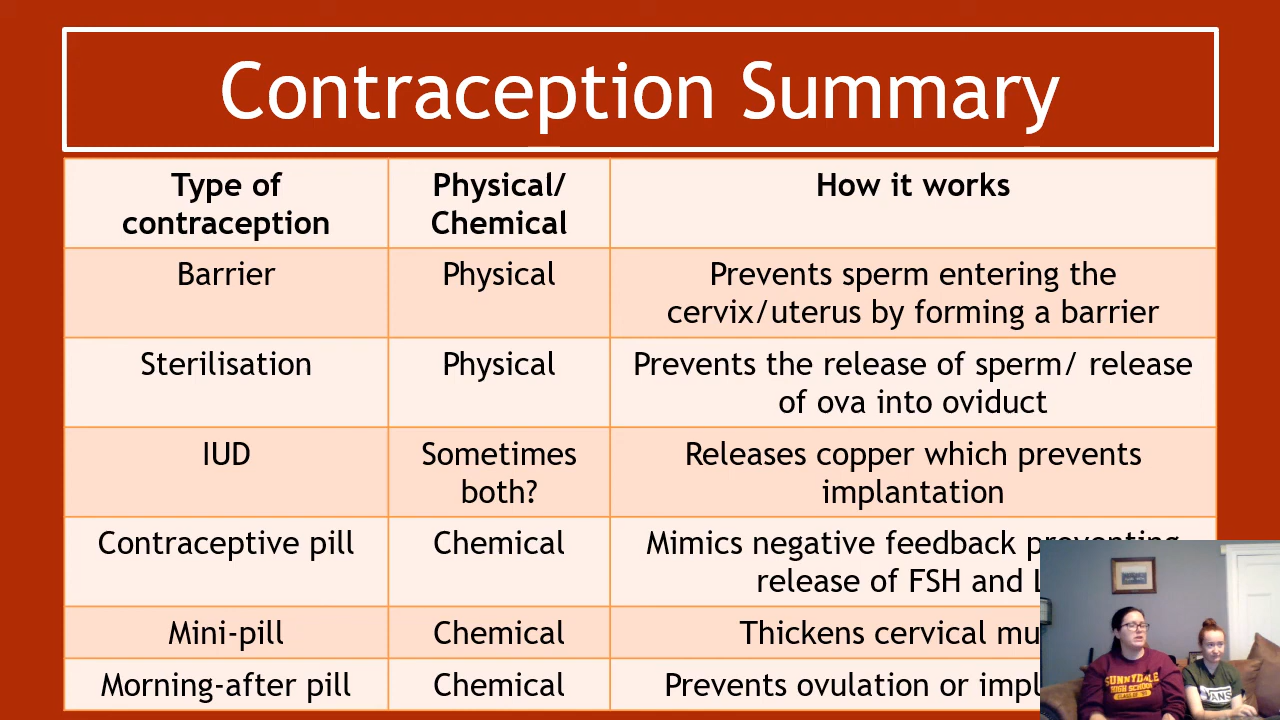 Contraception Summary
Type of
contraception
Physical/
Chemical
How it works
Barrier
Physical
Prevents sperm entering the
cervix/uterus by forming a barrier
Sterilisation
Physical
Prevents the release of sperm/ release
of ova into oviduct
IUD
Sometimes
both?
Releases copper which prevents
implantation
Contraceptive pill
Chemical
Mimics negative feedback preventing
release of FSH and
Mini-pill
Chemical
Thickens cervical
Morning-after pill
Chemical
Prevents ovulation or
SUNNYDALE
HIGH SCHOOL
VANS